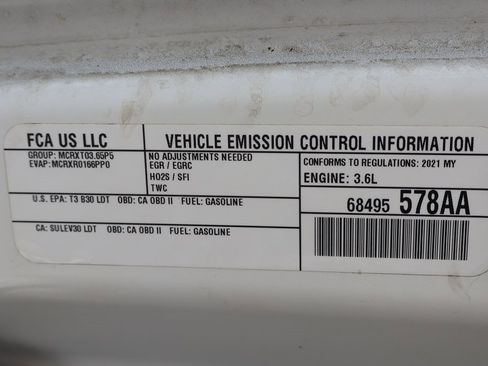 FCA US LLC
GROUP: MCRXT03.65P5
EVAP: MCRXR0166PP0
VEHICLE EMISSION CONTROL INFORMATION
NO ADJUSTMENTS NEEDED
EGR / EGRC
HO2S / SFI
TWC
CONFORMS TO REGULATIONS: 2021 MY
ENGINE: 3.6L
U.S. EPA: T3 B30 LDT OBD: CA OBD II FUEL: GASOLINE
68495 578AA
CA: SULEV30 LDT OBD: CA OBD II FUEL: GASOLINE